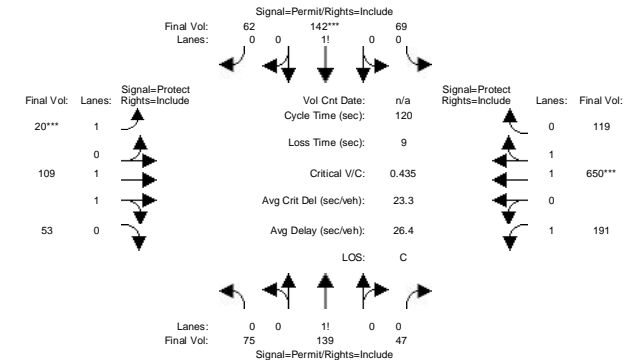 Signal=Permit/Rights=Include
Final Vol: 62 142*** 69
Lanes: 0 0 1! 0 0
Signal=Protect
Final Vol: Lanes: Rights=Include
Vol Cnt Date: n/a
Signal=Protect
Rights=Include Lanes: Final Vol:
Cycle Time (sec): 120
20*** 1
0 119
Loss Time (sec): 9
0
1
109 1
Critical V/C: 0.435
1 650***
1
Avg Crit Del (sec/veh): 23.3
0
53 0
Avg Delay (sec/veh): 26.4
1 191
LOS: C
Lanes: 0 0 1! 0 0
Final Vol: 75 139 47
Signal=Permit/Rights=Include